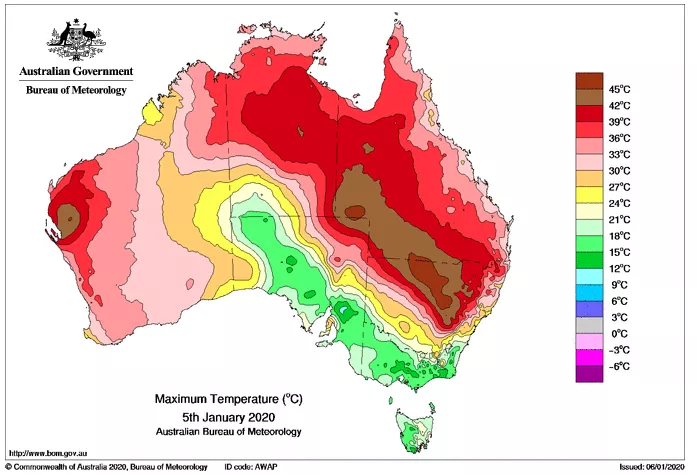 Australian Government
Bureau of Meteorology
45°C
42°C
39°C
36°C
33°C
30°C
27°C
24°C
21°C
18°C
15°C
12°C
9°C
6°C
3°C
0°C
−3°C
−6°C
Maximum Temperature (°C)
5th January 2020
Australian Bureau of Meteorology
http://www.bom.gov.au
© Commonwealth of Australia 2020, Bureau of Meteorology ID code: AWAP Issued: 06/01/2020